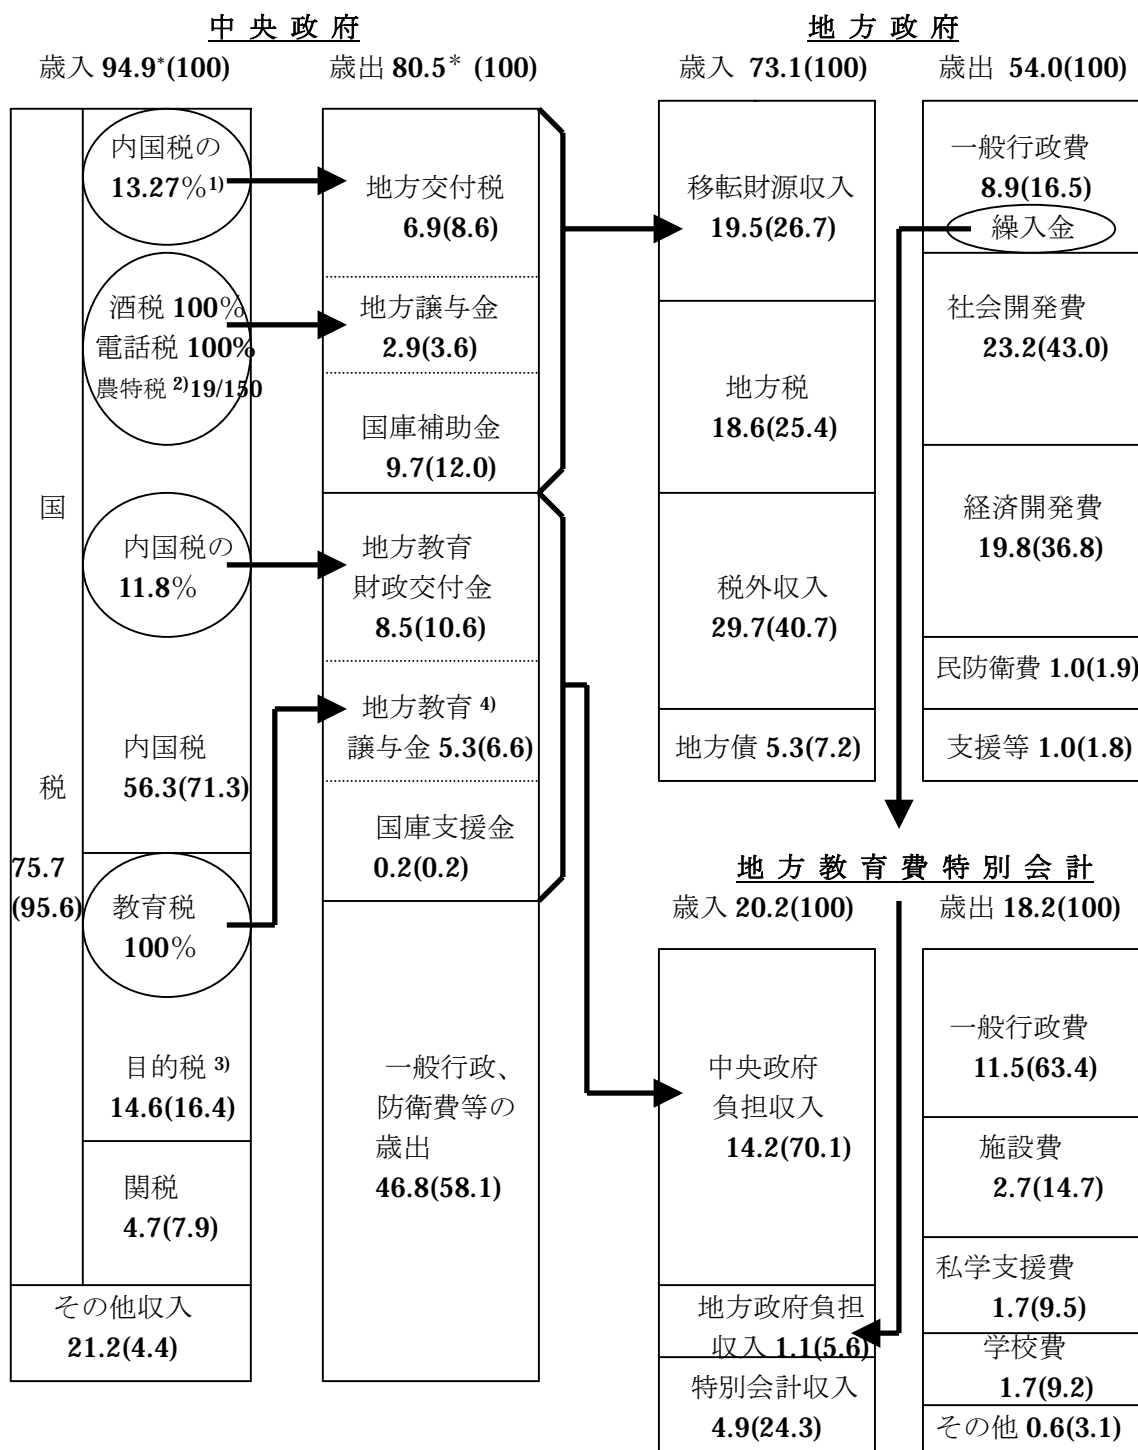 中央政府
歳入 94.9*(100)
歳出 80.5* (100)
内国税の
13.27%1)
酒税 100%
電話税 100%
農特税 2)19/150
国
税
75.7
(95.6)
内国税の
11.8%
内国税
56.3(71.3)
教育税
100%
目的税 3)
14.6(16.4)
関税
4.7(7.9)
その他収入
21.2(4.4)
地方交付税
6.9(8.6)
地方譲与金
2.9(3.6)
国庫補助金
9.7(12.0)
地方教育
財政交付金
8.5(10.6)
地方教育 4)
譲与金 5.3(6.6)
国庫支援金
0.2(0.2)
一般行政、
防衛費等の
歳出
46.8(58.1)
地方政府
歳入 73.1(100)
歳出 54.0(100)
移転財源収入
19.5(26.7)
地方税
18.6(25.4)
税外収入
29.7(40.7)
地方債 5.3(7.2)
一般行政費
8.9(16.5)
繰入金
社会開発費
23.2(43.0)
経済開発費
19.8(36.8)
民防衛費 1.0(1.9)
支援等 1.0(1.8)
地方教育費特別会計
歳入 20.2(100)
歳出 18.2(100)
中央政府
負担収入
14.2(70.1)
地方政府負担
収入 1.1(5.6)
特別会計収入
4.9(24.3)
一般行政費
11.5(63.4)
施設費
2.7(14.7)
私学支援費
1.7(9.5)
学校費
1.7(9.2)
その他 0.6(3.1)